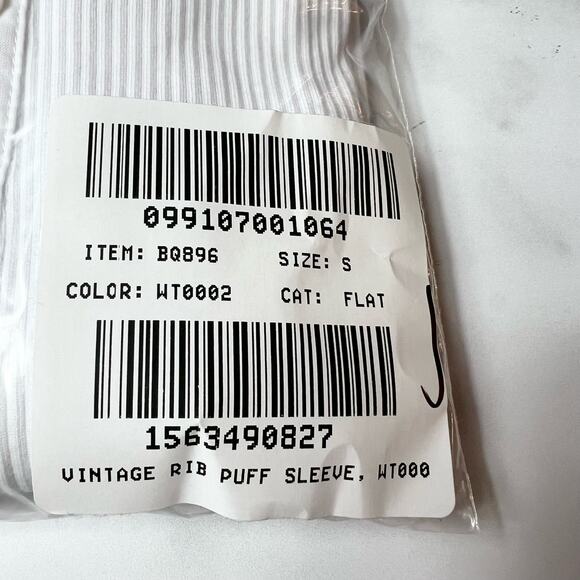 099107001064
ITEM: BQ896 SIZE: S
COLOR: WT0002 CAT: FLAT
1563490827
VINTAGE RIB PUFF SLEEVE, WT000